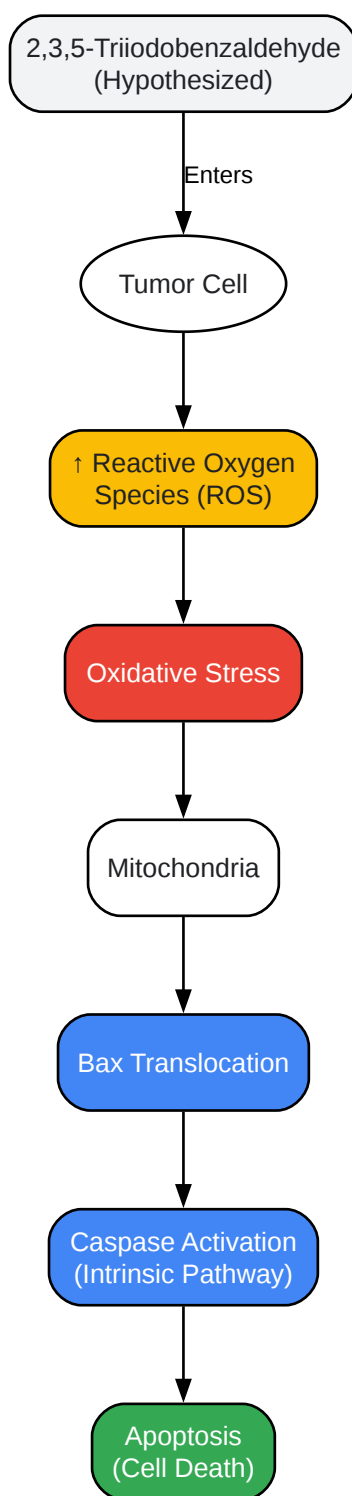 2,3,5-Triiodobenzaldehyde
(Hypothesized)
Enters
Tumor Cell
↑ Reactive Oxygen
Species (ROS)
Oxidative Stress
Mitochondria
Bax Translocation
Caspase Activation
(Intrinsic Pathway)
Apoptosis
(Cell Death)